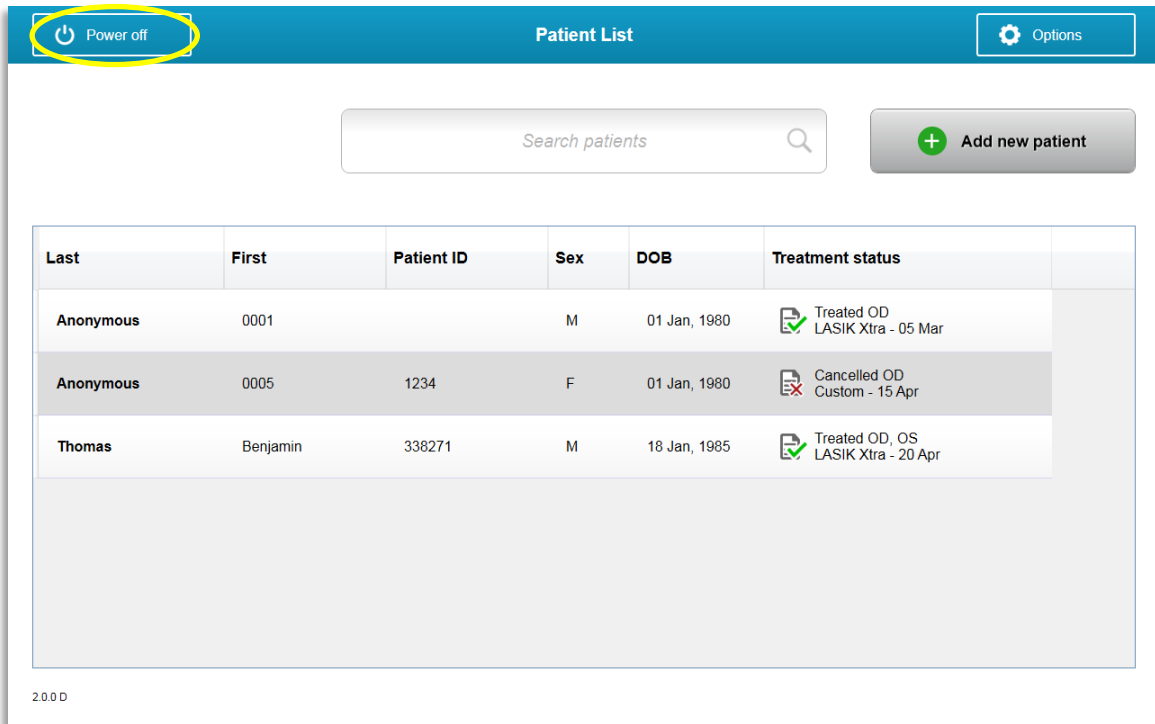 Power off
Patient List
Options
Search patients
Add new patient
Last First Patient ID Sex DOB Treatment status
Anonymous 0001 M 01 Jan, 1980 Treated OD
LASIK Xtra - 05 Mar
Anonymous 0005 1234 F 01 Jan, 1980 Cancelled OD
Custom - 15 Apr
Thomas Benjamin 338271 M 18 Jan, 1985 Treated OD, OS
LASIK Xtra - 20 Apr
2.0.0 D